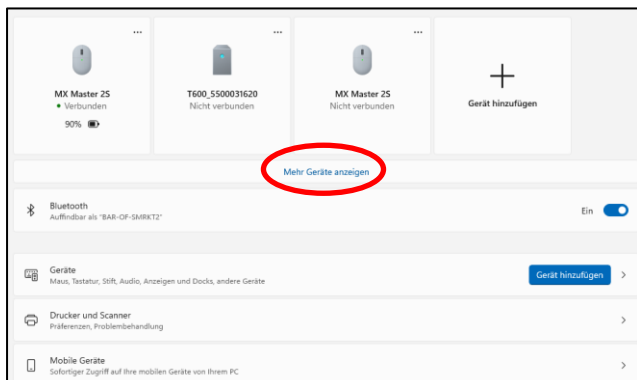 MX Master 2S
Verbunden
90%
T600_5500031620
Nicht verbunden
MX Master 2S
Nicht verbunden
Gerät hinzufügen
Mehr Geräte anzeigen
Bluetooth
Auffindbar als "BAR-OF-SMRKT2"
Ein
Geräte
Maus, Tastatur, Stift, Audio, Anzeigen und Docks, andere Geräte
Gerät hinzufügen
Drucker und Scanner
Präferenzen, Problembehandlung
Mobile Geräte
Sofortiger Zugriff auf Ihre mobilen Geräte von Ihrem PC